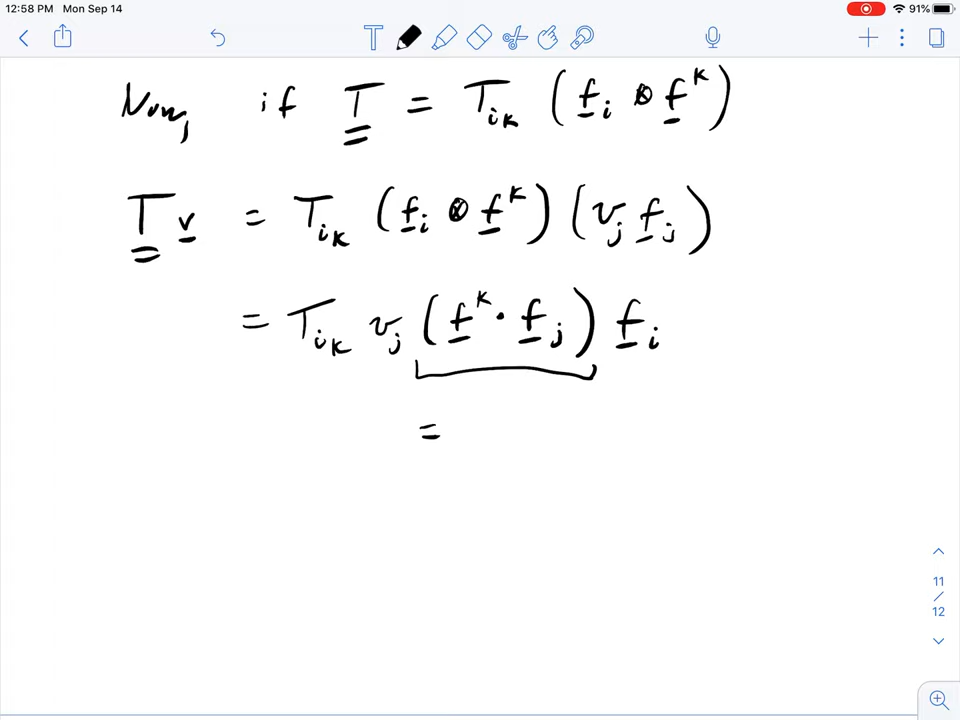 12:58 PM Mon Sep 14
91%
Now, if T = T_ik (f_i ⊗ f^k)
T v = T_ik (f_i ⊗ f^k) (v_j f_j)
= T_ik v_j (f^k · f_j) f_i
=
11
/
12